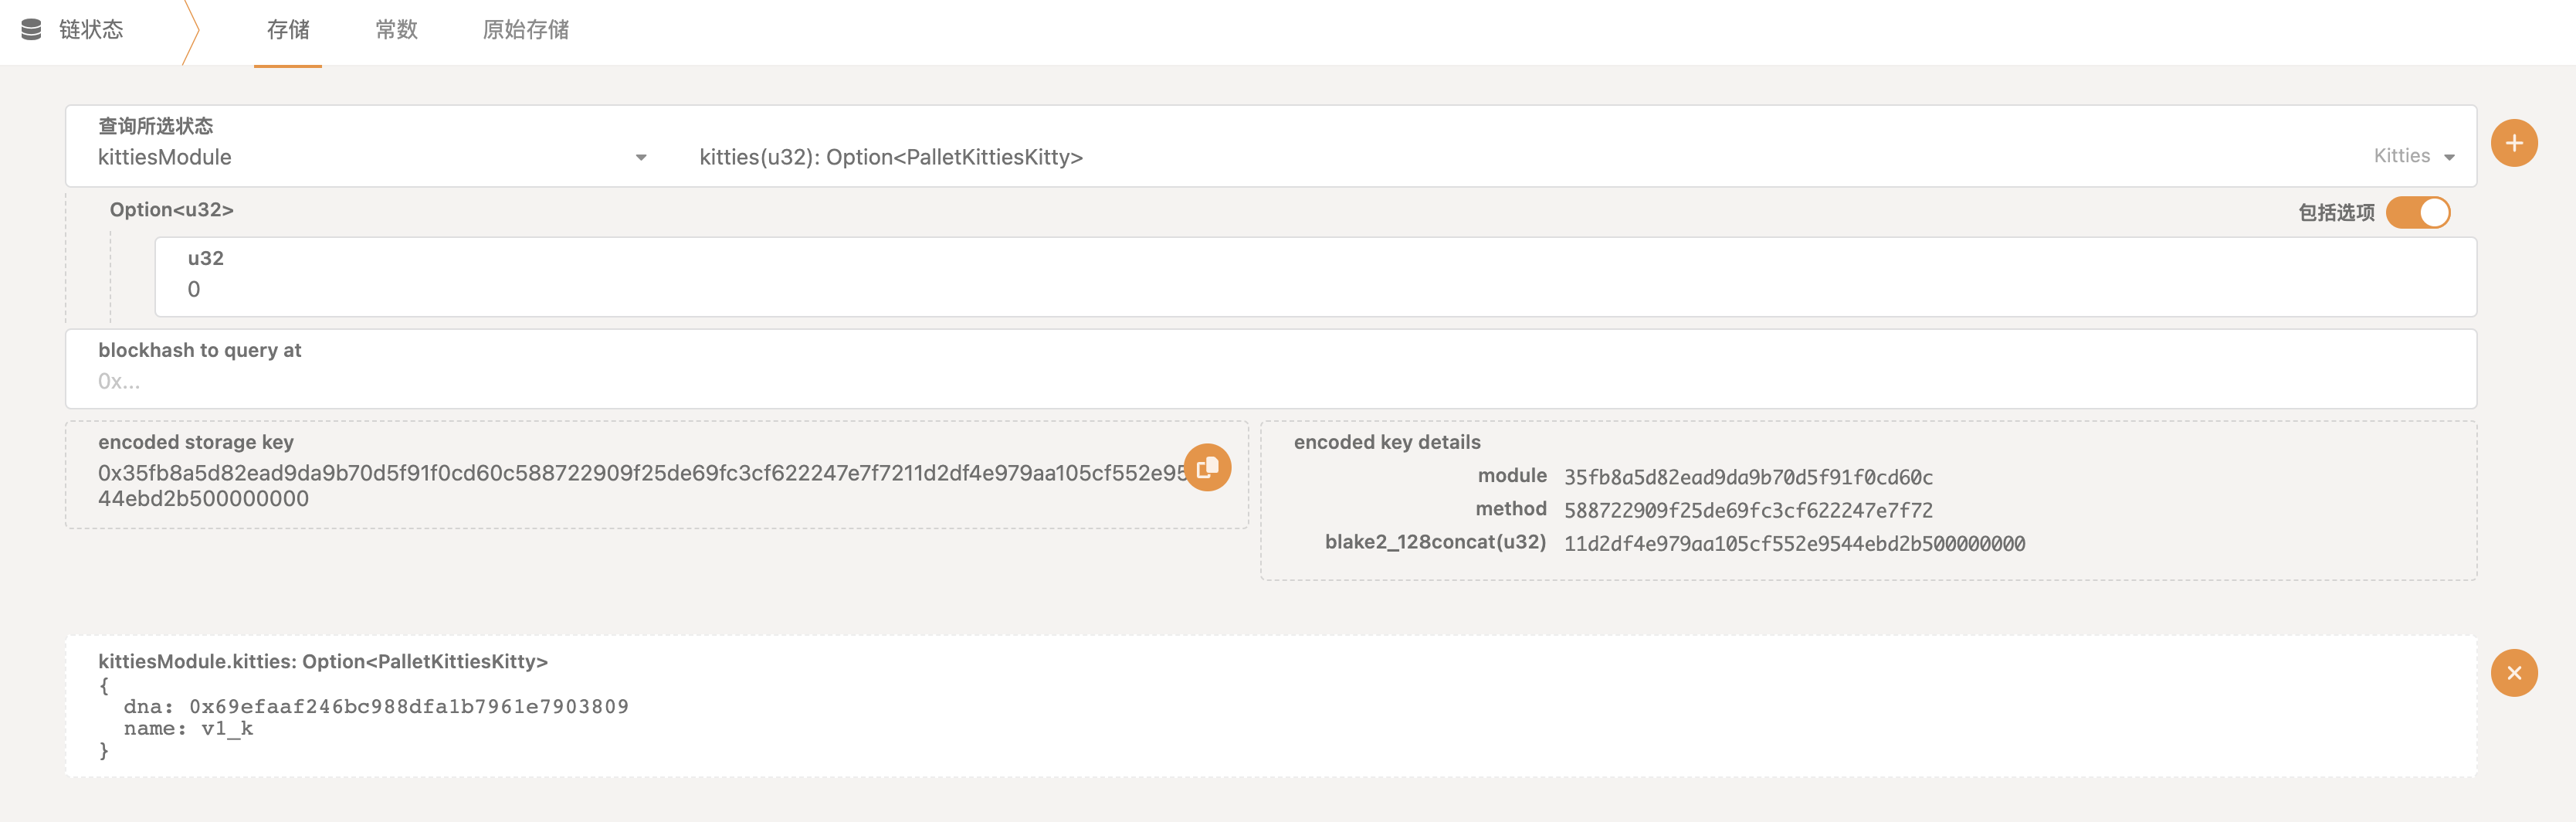 链状态
存储 常数 原始存储
查询所选状态
kittiesModule
kitties(u32): Option<PalletKittiesKitty>
Kitties
Option<u32>
包括选项
u32
0
blockhash to query at
0x...
encoded storage key
0x35fb8a5d82ead9da9b70d5f91f0cd60c588722909f25de69fc3cf622247e7f7211d2df4e979aa105cf552e95
44ebd2b500000000
encoded key details
module 35fb8a5d82ead9da9b70d5f91f0cd60c
method 588722909f25de69fc3cf622247e7f72
blake2_128concat(u32) 11d2df4e979aa105cf552e9544ebd2b500000000
kittiesModule.kitties: Option<PalletKittiesKitty>
{
dna: 0x69efaaf246bc988dfa1b7961e7903809
name: v1_k
}